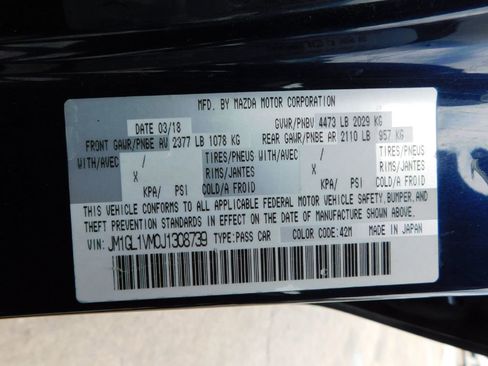 MFD. BY MAZDA MOTOR CORPORATION
DATE 03/18 GVWR/PNBV 4473 LB 2029 KG
FRONT GAWR/PNBE AV 2377 LB 1078 KG REAR GAWR/PNBE AR 2110 LB 957 KG
WITH/AVEC / TIRES/PNEUS WITH/AVEC / TIRES/PNEUS
X RIMS/JANTES X RIMS/JANTES
KPA/ PSI COLD/A FROID KPA/ PSI COLD/A FROID
THIS VEHICLE CONFORMS TO ALL APPLICABLE FEDERAL MOTOR VEHICLE SAFETY,BUMPER,AND
THEFT PREVENTION STANDARDS IN EFFECT ON THE DATE OF MANUFACTURE SHOWN ABOVE.
VIN: JM1GL1VM0J1308739 TYPE:PASS CAR COLOR CODE:42M MADE IN JAPAN